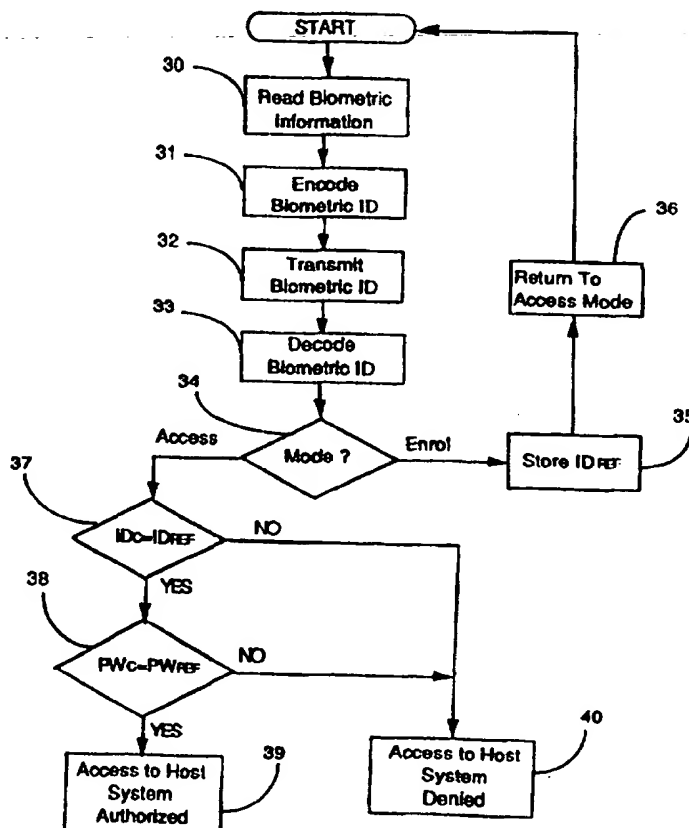 START
30
Read Biometric
Information
31
Encode
Biometric ID
32
Transmit
Biometric ID
36
Return To
Access Mode
33
Decode
Biometric ID
34
Mode ?
Access
Enrol
35
Store IDREF
37
IDC=IDREF
NO
YES
38
PWC=PWREF
NO
YES
39
Access to Host
System
Authorized
40
Access to Host
System
Denied